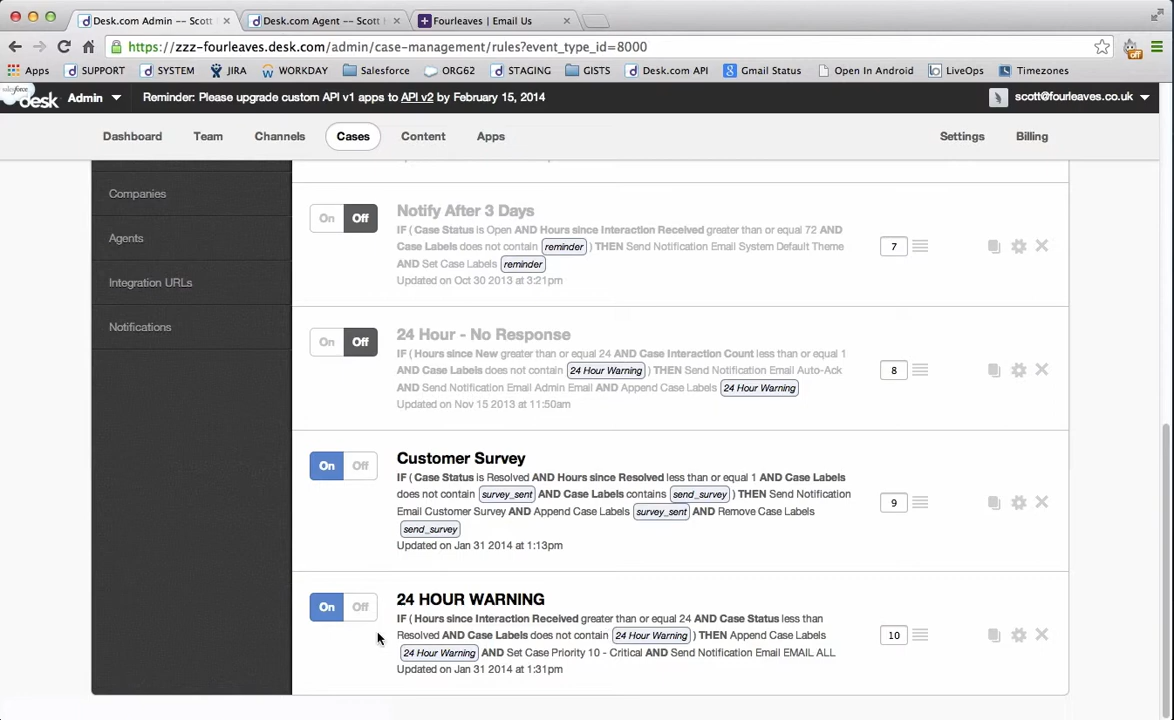 Desk.com Admin -- Scott
Desk.com Agent -- Scott
Fourleaves | Email Us
https://zzz-fourleaves.desk.com/admin/case-management/rules?event_type_id=8000
off
Apps SUPPORT SYSTEM JIRA WORKDAY Salesforce ORG62 STAGING GISTS Desk.com API Gmail Status Open In Android LiveOps Timezones
salesforce
desk Admin Reminder: Please upgrade custom API v1 apps to API v2 by February 15, 2014 scott@fourleaves.co.uk
Dashboard Team Channels Cases Content Apps Settings Billing
Companies
Agents
Integration URLs
Notifications
On Off
Notify After 3 Days
IF ( Case Status is Open AND Hours since Interaction Received greater than or equal 72 AND
Case Labels does not contain reminder ) THEN Send Notification Email System Default Theme
AND Set Case Labels reminder
Updated on Oct 30 2013 at 3:21pm
7
On Off
24 Hour - No Response
IF ( Hours since New greater than or equal 24 AND Case Interaction Count less than or equal 1
AND Case Labels does not contain 24 Hour Warning ) THEN Send Notification Email Auto-Ack
AND Send Notification Email Admin Email AND Append Case Labels 24 Hour Warning
Updated on Nov 15 2013 at 11:50am
8
On Off
Customer Survey
IF ( Case Status is Resolved AND Hours since Resolved less than or equal 1 AND Case Labels
does not contain survey_sent AND Case Labels contains send_survey ) THEN Send Notification
Email Customer Survey AND Append Case Labels survey_sent AND Remove Case Labels
send_survey
Updated on Jan 31 2014 at 1:13pm
9
On Off
24 HOUR WARNING
IF ( Hours since Interaction Received greater than or equal 24 AND Case Status less than
Resolved AND Case Labels does not contain 24 Hour Warning ) THEN Append Case Labels
24 Hour Warning AND Set Case Priority 10 - Critical AND Send Notification Email EMAIL ALL
Updated on Jan 31 2014 at 1:31pm
10